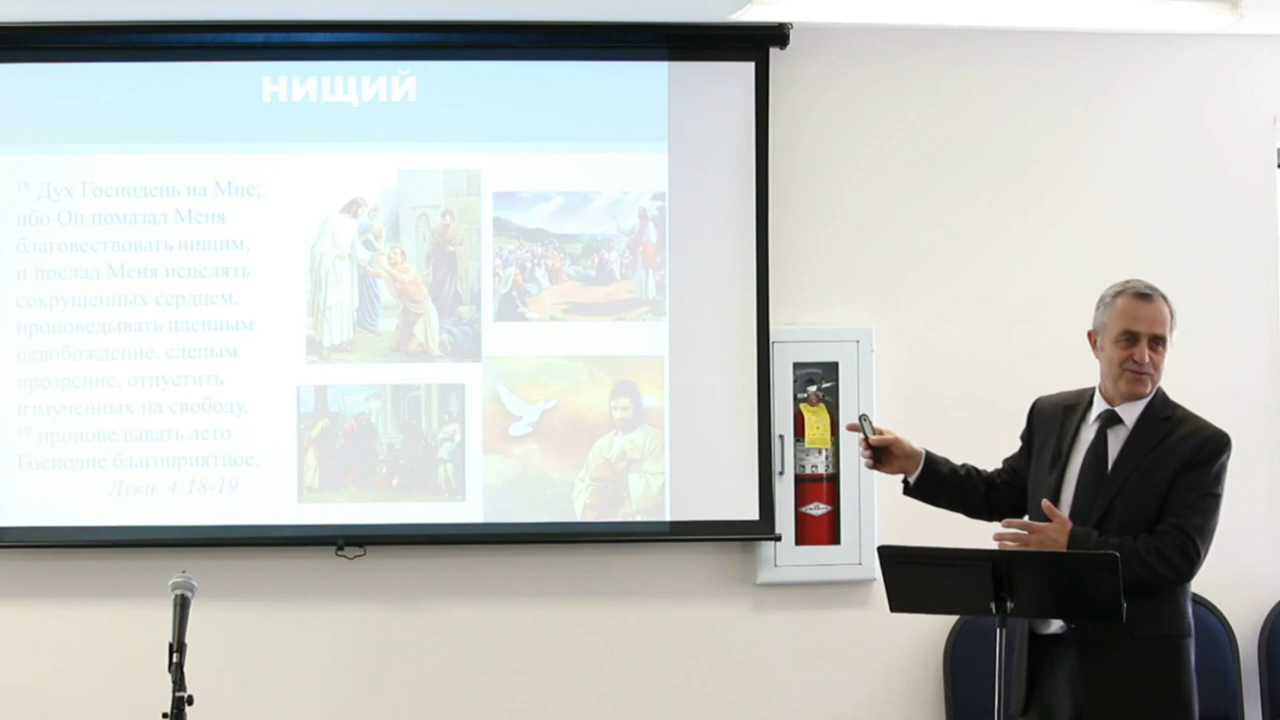 нищий
18 Дух Господень на Мне;
ибо Он помазал Меня
благовествовать нищим,
и послал Меня исцелять
сокрушенных сердцем,
проповедывать пленным
освобождение, слепым
прозрение, отпустить
измученных на свободу,
19 проповедывать лето
Господне благоприятное.
Луки. 4:18-19